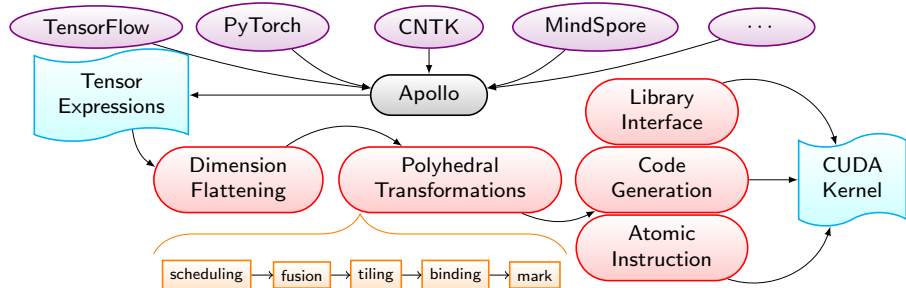 TensorFlow
PyTorch
CNTK
MindSpore
···
Tensor
Expressions
Apollo
Library
Interface
Dimension
Flattening
Polyhedral
Transformations
Code
Generation
CUDA
Kernel
Atomic
Instruction
scheduling
fusion
tiling
binding
mark